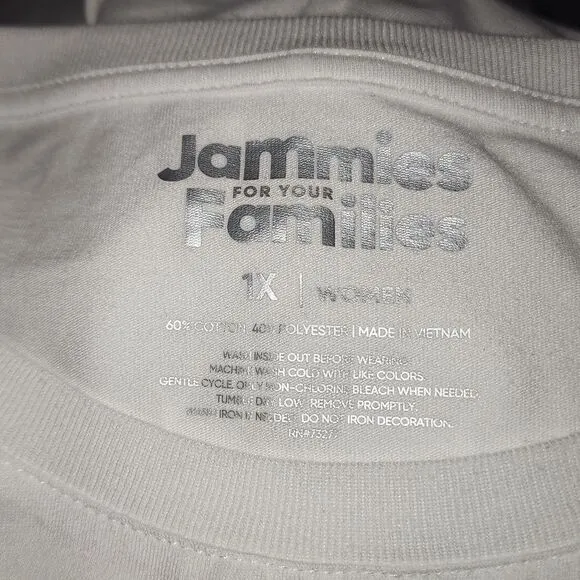 Jammies
FOR YOUR
Families
1X | WOMEN
60% COTTON, 40% POLYESTER | MADE IN VIETNAM
WASH INSIDE OUT BEFORE WEARING.
MACHINE WASH COLD WITH LIKE COLORS.
GENTLE CYCLE. ONLY NON-CHLORINE BLEACH WHEN NEEDED.
TUMBLE DRY LOW. REMOVE PROMPTLY.
IRON IF NEEDED. DO NOT IRON DECORATION.